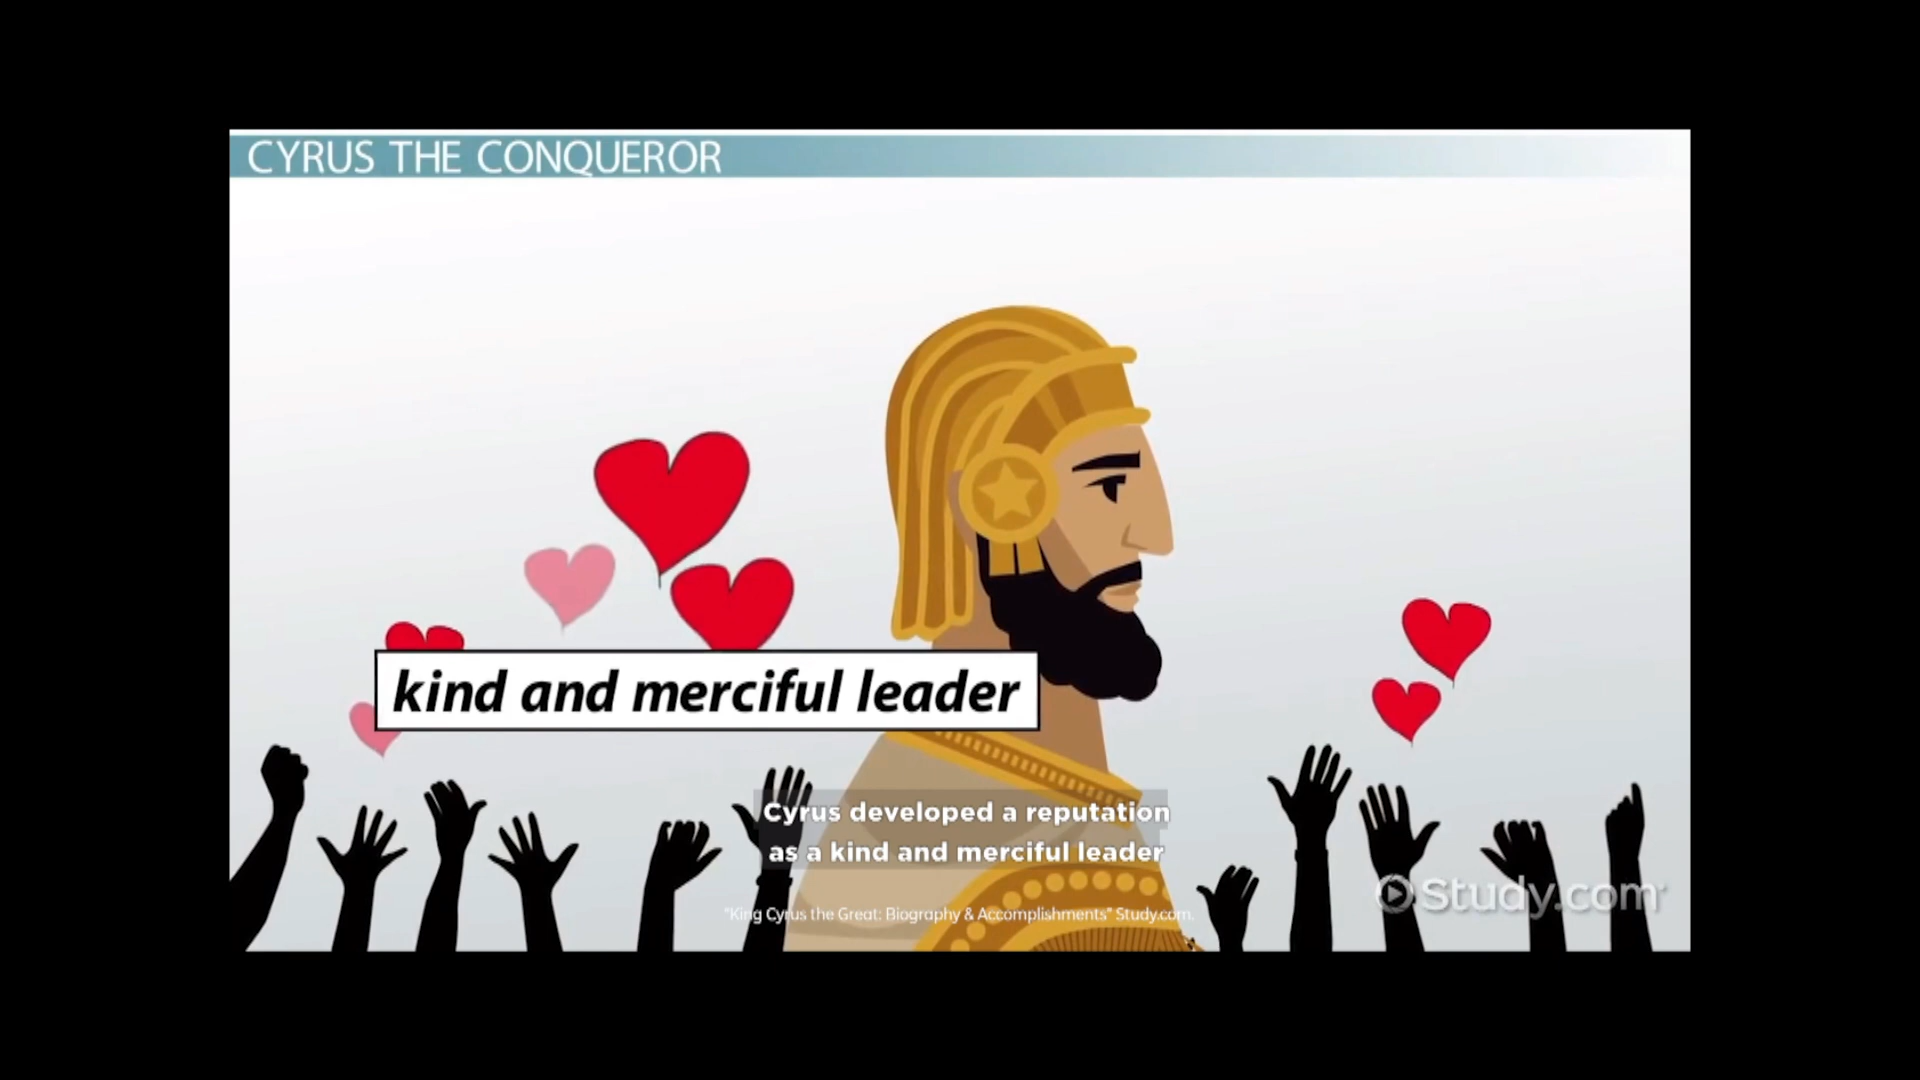 CYRUS THE CONQUEROR
kind and merciful leader
Cyrus developed a reputation
as a kind and merciful leader
"King Cyrus the Great: Biography & Accomplishments" Study.com.
Study.com